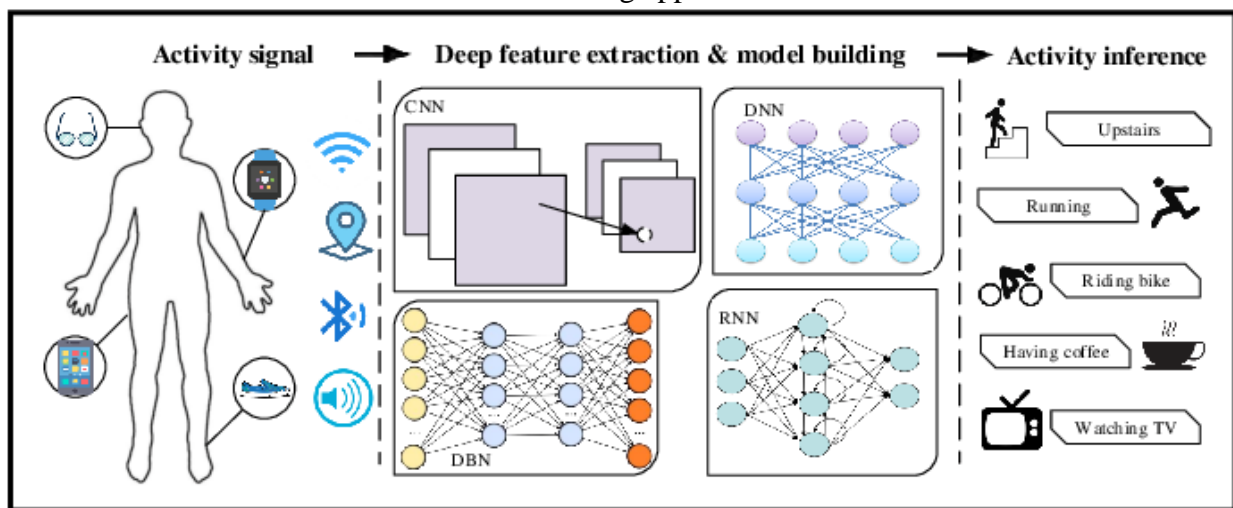 Activity signal
Deep feature extraction & model building
Activity inference
CNN
DNN
Upstairs
Running
Riding bike
DBN
RNN
Having coffee
Watching TV